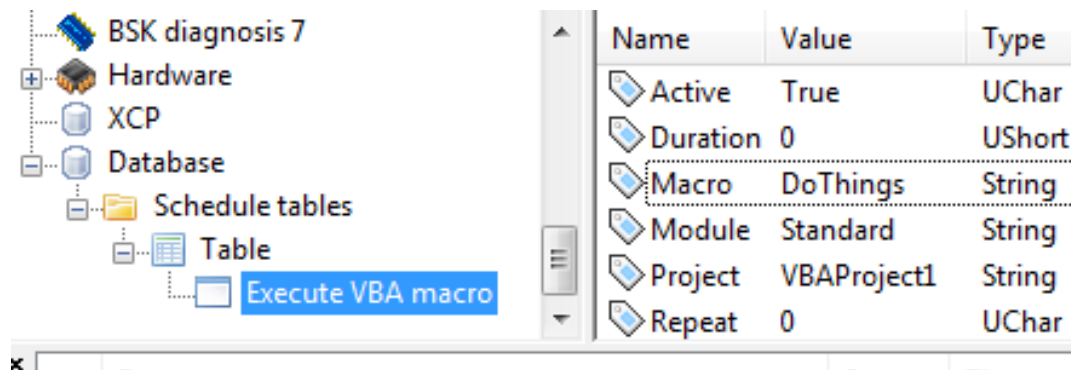 BSK diagnosis 7
Hardware
XCP
Database
Schedule tables
Table
Execute VBA macro
Name Value Type
Active True UChar
Duration 0 UShort
Macro DoThings String
Module Standard String
Project VBAProject1 String
Repeat 0 UChar